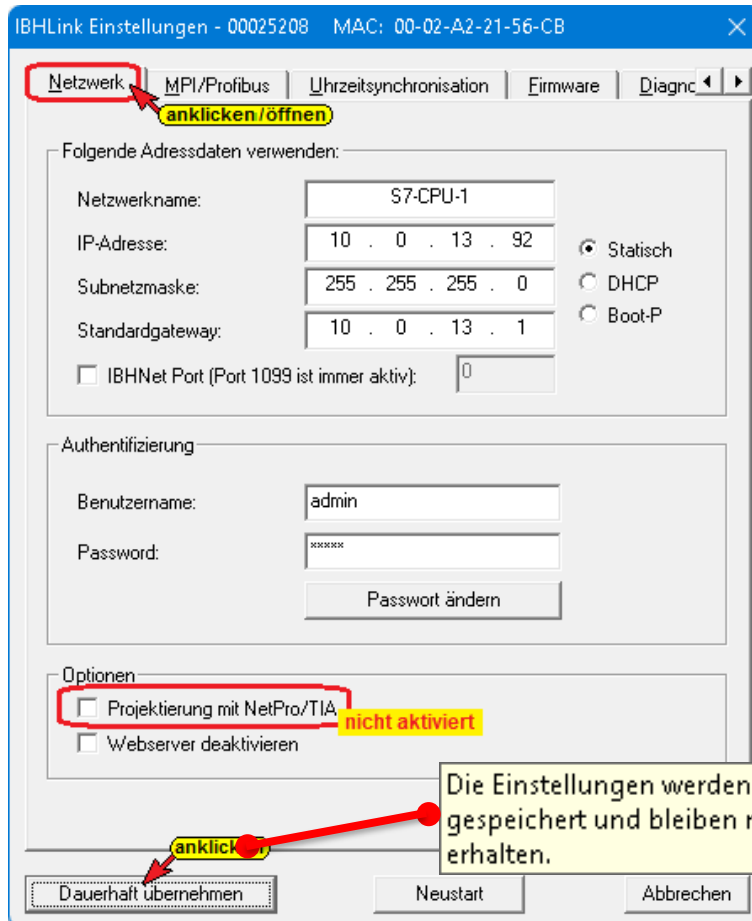 IBHLink Einstellungen - 00025208 MAC: 00-02-A2-21-56-CB
Netzwerk MPI/Profibus Uhrzeitsynchronisation Firmware
anklicken/öffnen)
Folgende Adressdaten verwenden:
Netzwerkname: S7-CPU-1
IP-Adresse: 10 . 0 . 13 . 92
Statisch
Subnetzmaske: 255 . 255 . 255 . 0
DHCP
Standardgateway: 10 . 0 . 13 . 1
Boot-P
IBHNet Port (Port 1099 ist immer aktiv): 0
Authentifizierung
Benutzername: admin
Password: *****
Passwort ändern
Optionen
Projektierung mit NetPro/TIA
nicht aktiviert
Webserver deaktivieren
Die Einstellungen werden
gespeichert und bleiben
erhalten.
Dauerhaft übernehmen Neustart Abbrechen